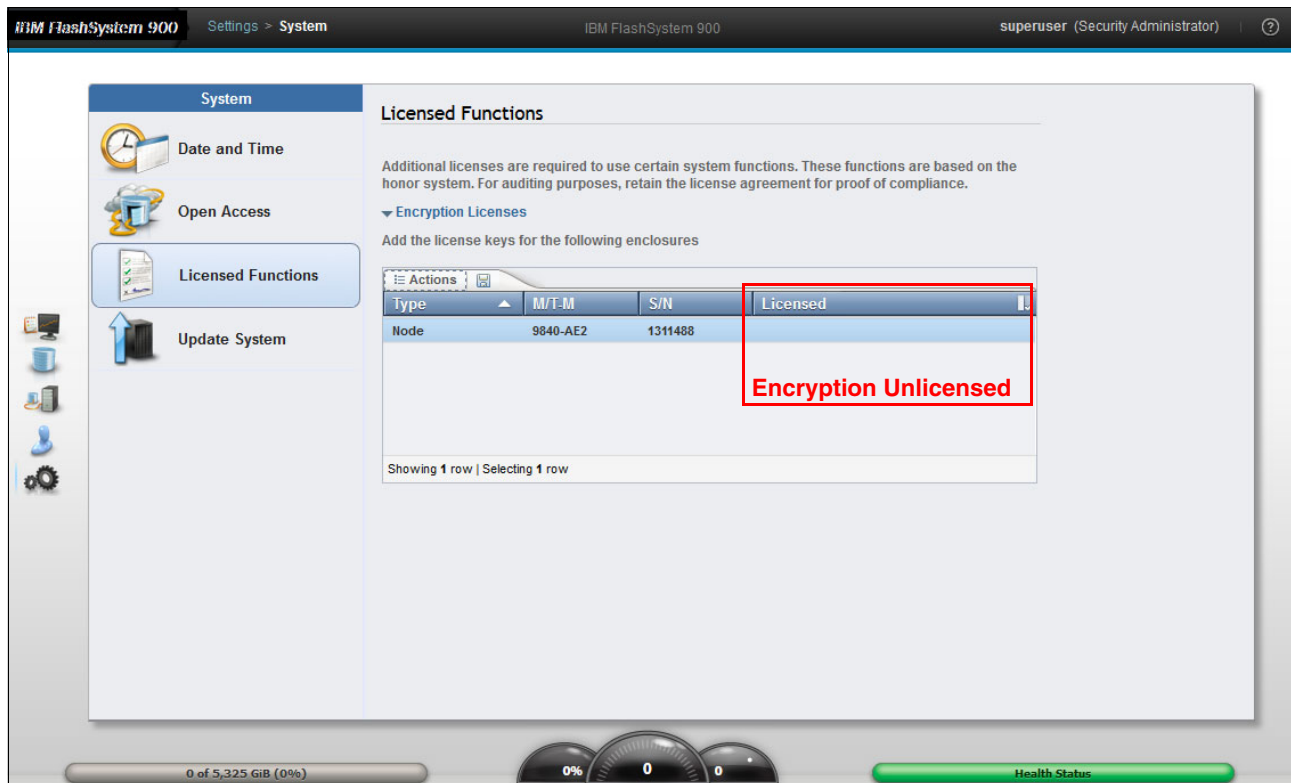 IBM FlashSystem 900 Settings > System IBM FlashSystem 900 superuser (Security Administrator) ?
System
Date and Time
Open Access
Licensed Functions
Update System
Licensed Functions
Additional licenses are required to use certain system functions. These functions are based on the
honor system. For auditing purposes, retain the license agreement for proof of compliance.
Encryption Licenses
Add the license keys for the following enclosures
Actions
Type M/T-M S/N Licensed
Node 9840-AE2 1311488
Encryption Unlicensed
Showing 1 row | Selecting 1 row
0 of 5,325 GiB (0%) 0% 0 0 Health Status